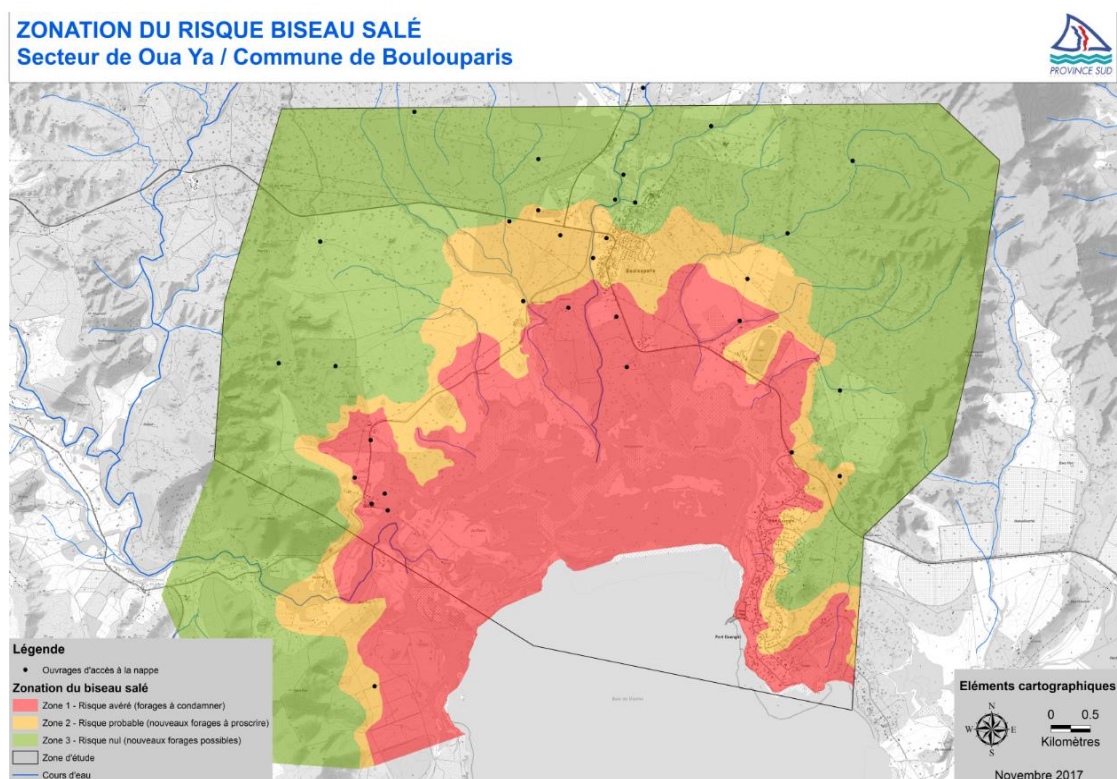 ZONATION DU RISQUE BISEAU SALÉ
Secteur de Oua Ya / Commune de Boulouparis
PROVINCE SUD
Boulouparis
Port Ouenghi
Légende
Ouvrages d'accès à la nappe
Zonation du biseau salé
Zone 1 - Risque avéré (forages à condamner)
Zone 2 - Risque probable (nouveaux forages à proscrire)
Zone 3 - Risque nul (nouveaux forages possibles)
Zone d'étude
Cours d'eau
Eléments cartographiques
N
W
E
S
0 0.5
Kilomètres
Novembre 2017